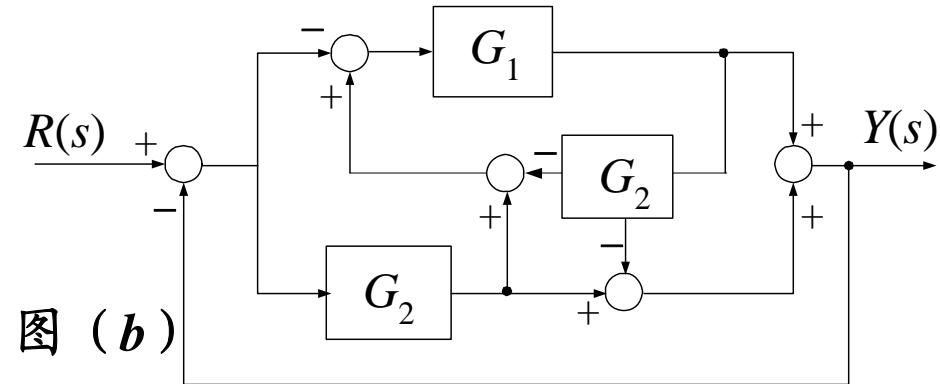 −
G₁
+
R(s) + + Y(s)
− G₂
− + − +
G₂ +
图（b）